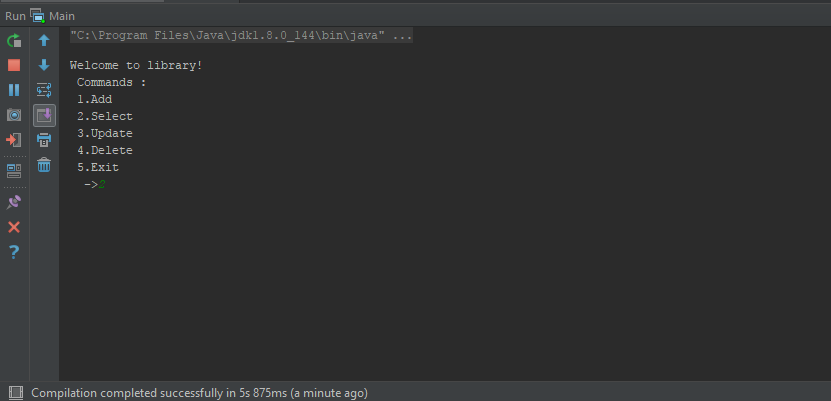 Run Main
"C:\Program Files\Java\jdk1.8.0_144\bin\java" ...
Welcome to library!
Commands :
1.Add
2.Select
3.Update
4.Delete
5.Exit
->2
?
Compilation completed successfully in 5s 875ms (a minute ago)